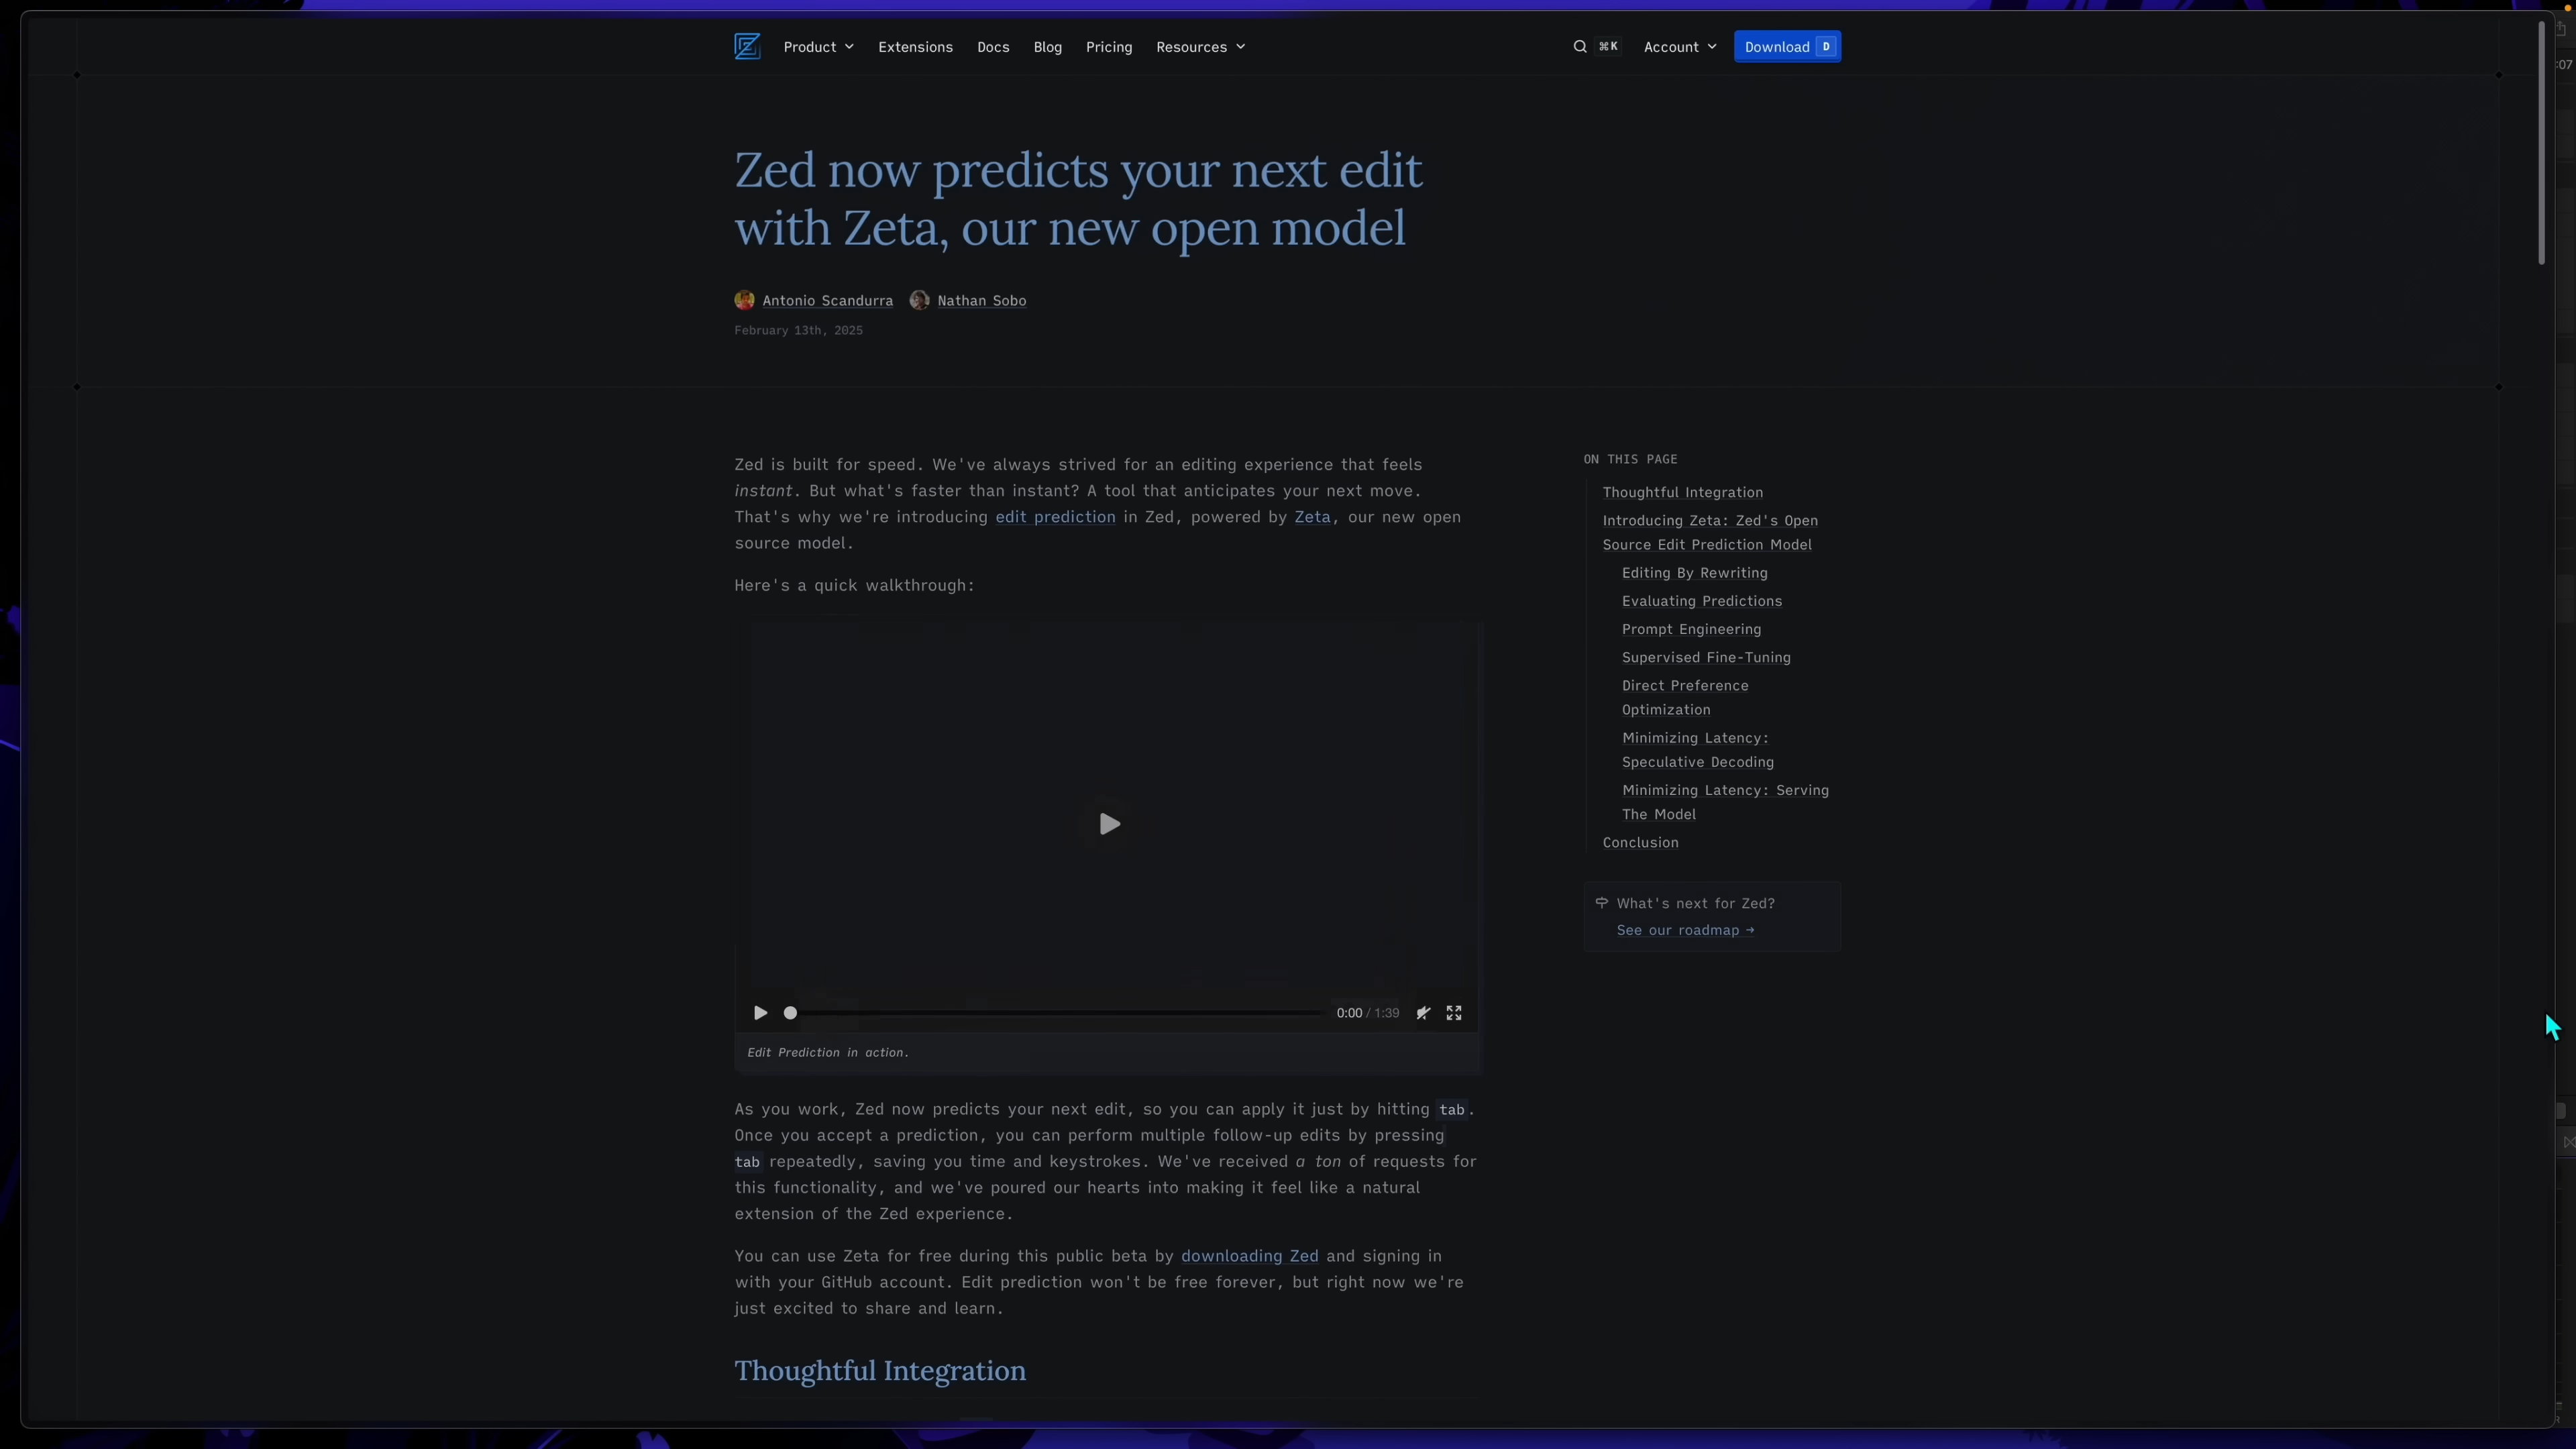 Product
Extensions
Docs
Blog
Pricing
Resources
⌘K
Account
Download D
:07
Zed now predicts your next edit
with Zeta, our new open model
Antonio Scandurra Nathan Sobo
February 13th, 2025
Zed is built for speed. We've always strived for an editing experience that feels
instant. But what's faster than instant? A tool that anticipates your next move.
That's why we're introducing edit prediction in Zed, powered by Zeta, our new open
source model.
Here's a quick walkthrough:
0:00 / 1:39
Edit Prediction in action.
As you work, Zed now predicts your next edit, so you can apply it just by hitting tab.
Once you accept a prediction, you can perform multiple follow-up edits by pressing
tab repeatedly, saving you time and keystrokes. We've received a ton of requests for
this functionality, and we've poured our hearts into making it feel like a natural
extension of the Zed experience.
You can use Zeta for free during this public beta by downloading Zed and signing in
with your GitHub account. Edit prediction won't be free forever, but right now we're
just excited to share and learn.
Thoughtful Integration
ON THIS PAGE
Thoughtful Integration
Introducing Zeta: Zed's Open
Source Edit Prediction Model
Editing By Rewriting
Evaluating Predictions
Prompt Engineering
Supervised Fine-Tuning
Direct Preference
Optimization
Minimizing Latency:
Speculative Decoding
Minimizing Latency: Serving
The Model
Conclusion
What's next for Zed?
See our roadmap →